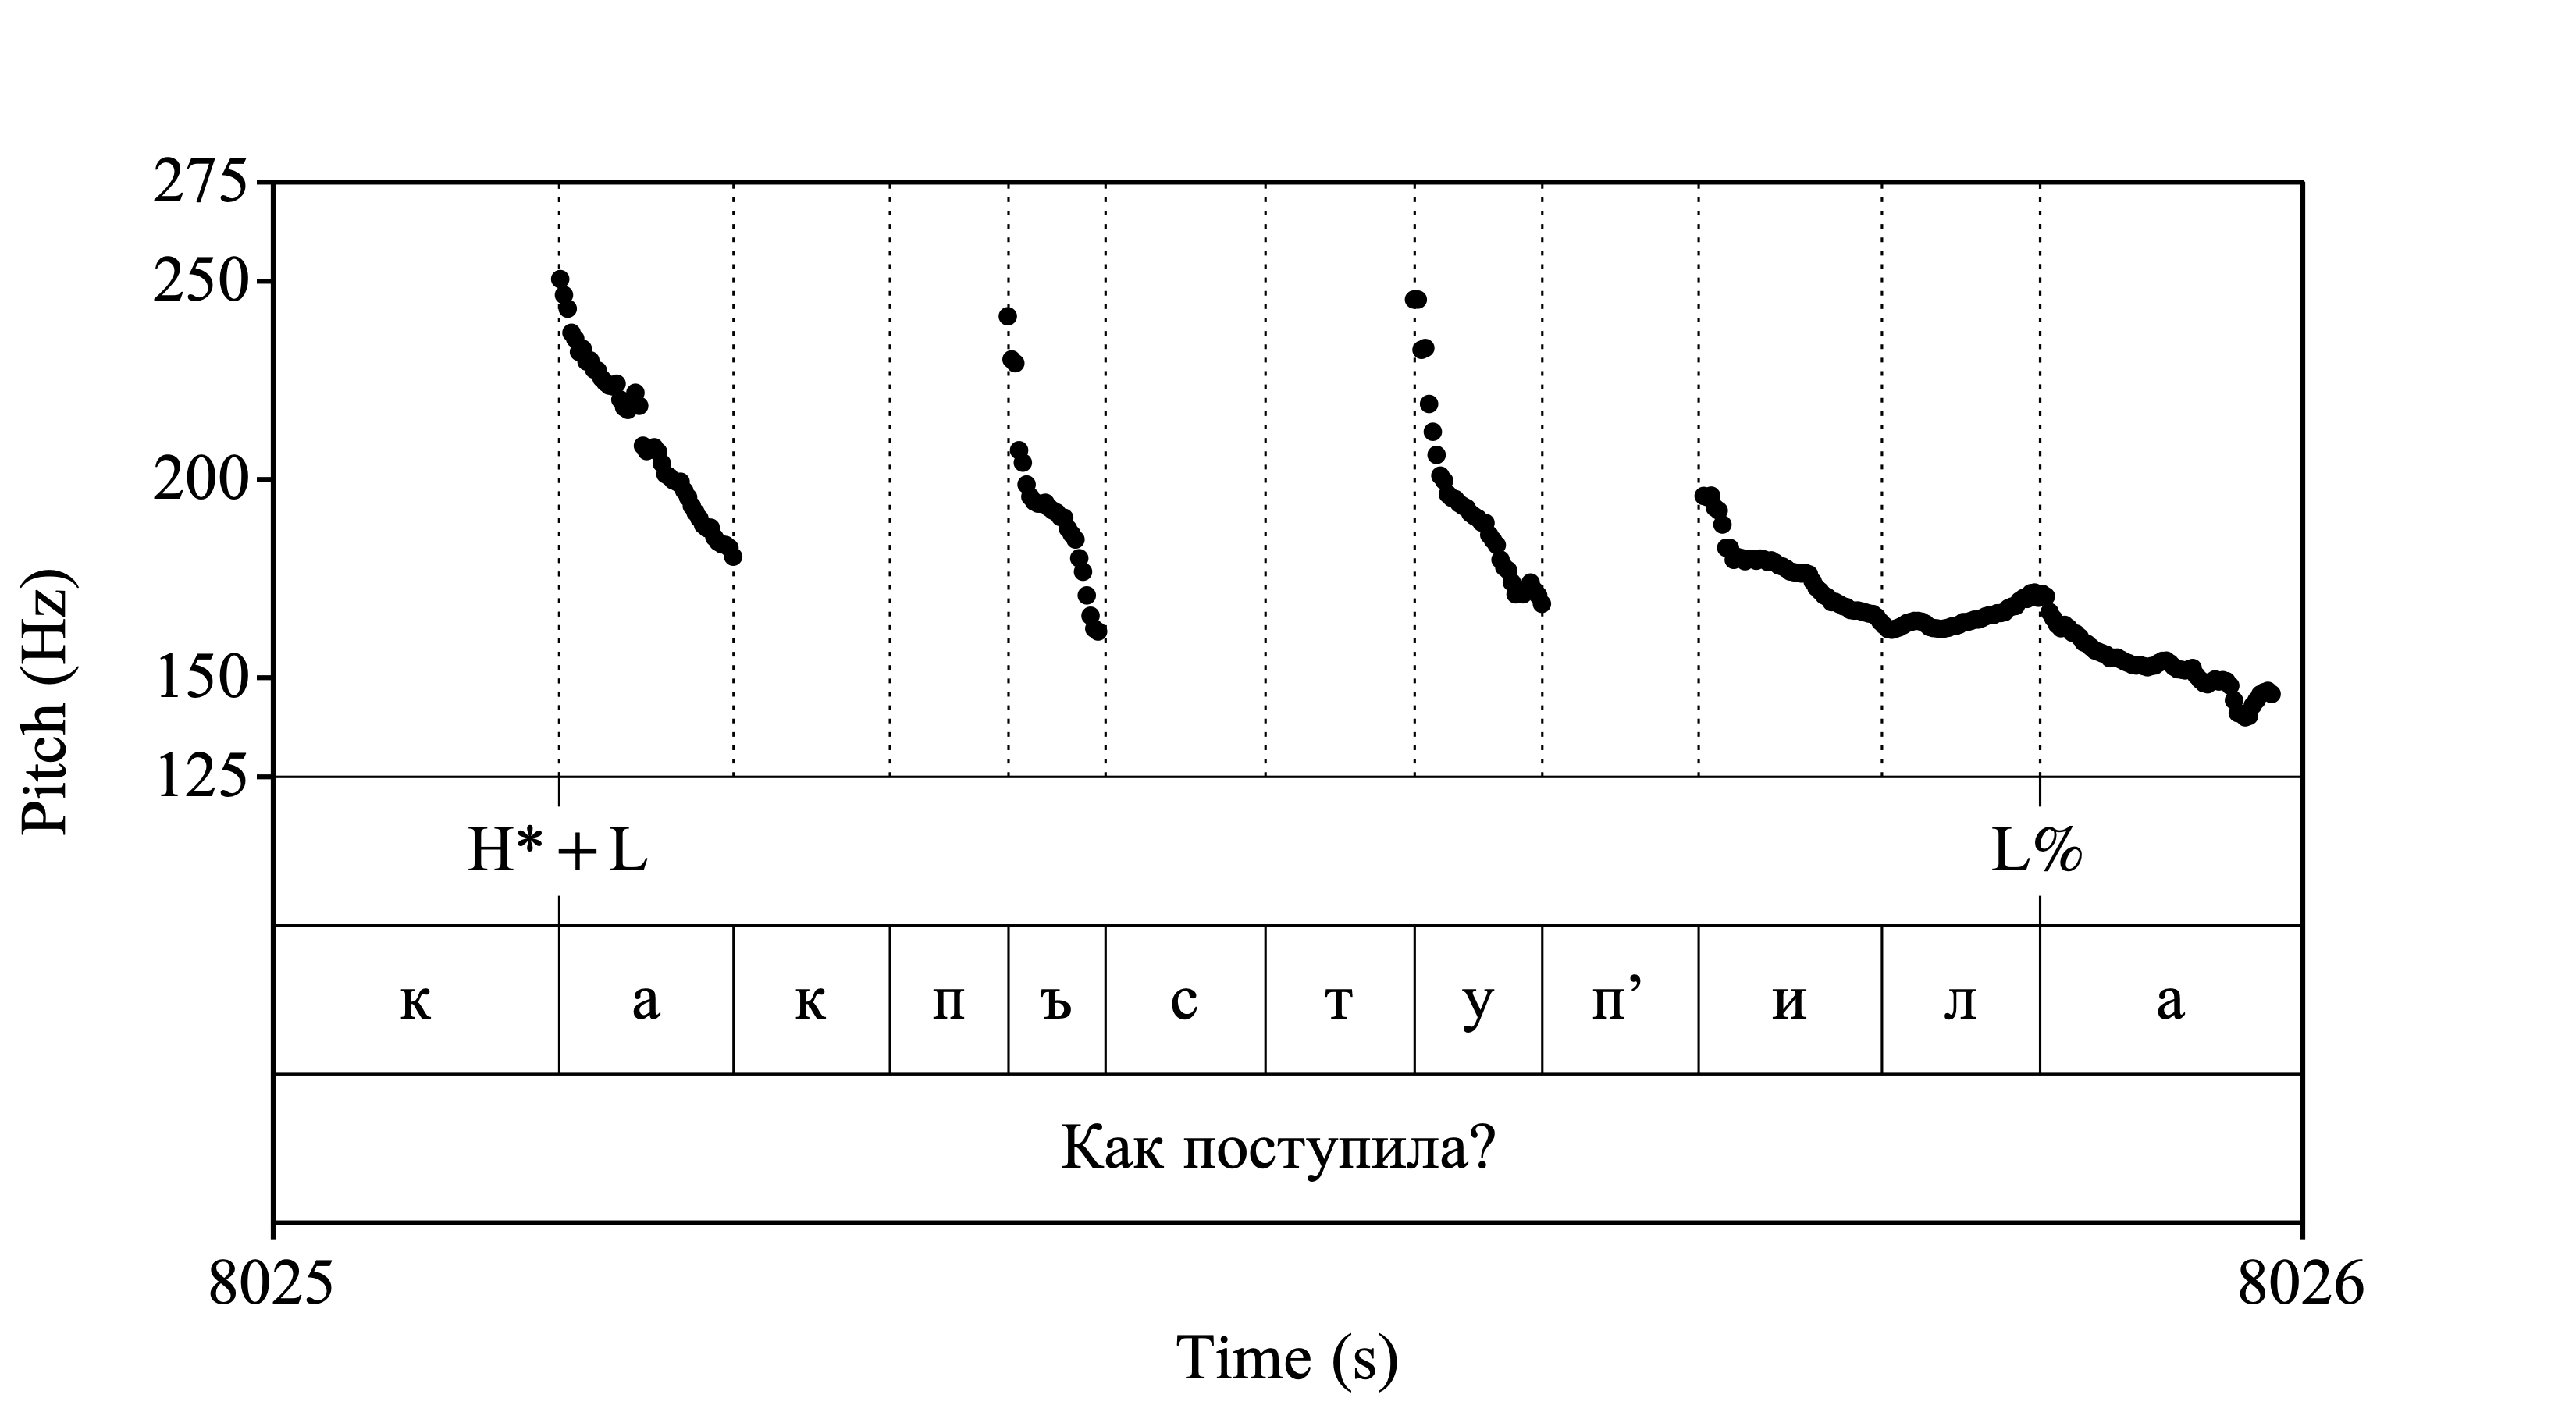 275
250
200
150
125
Pitch (Hz)
H*+L L%
к а к п ъ с т у п’ и л а
Как поступила?
8025 8026
Time (s)